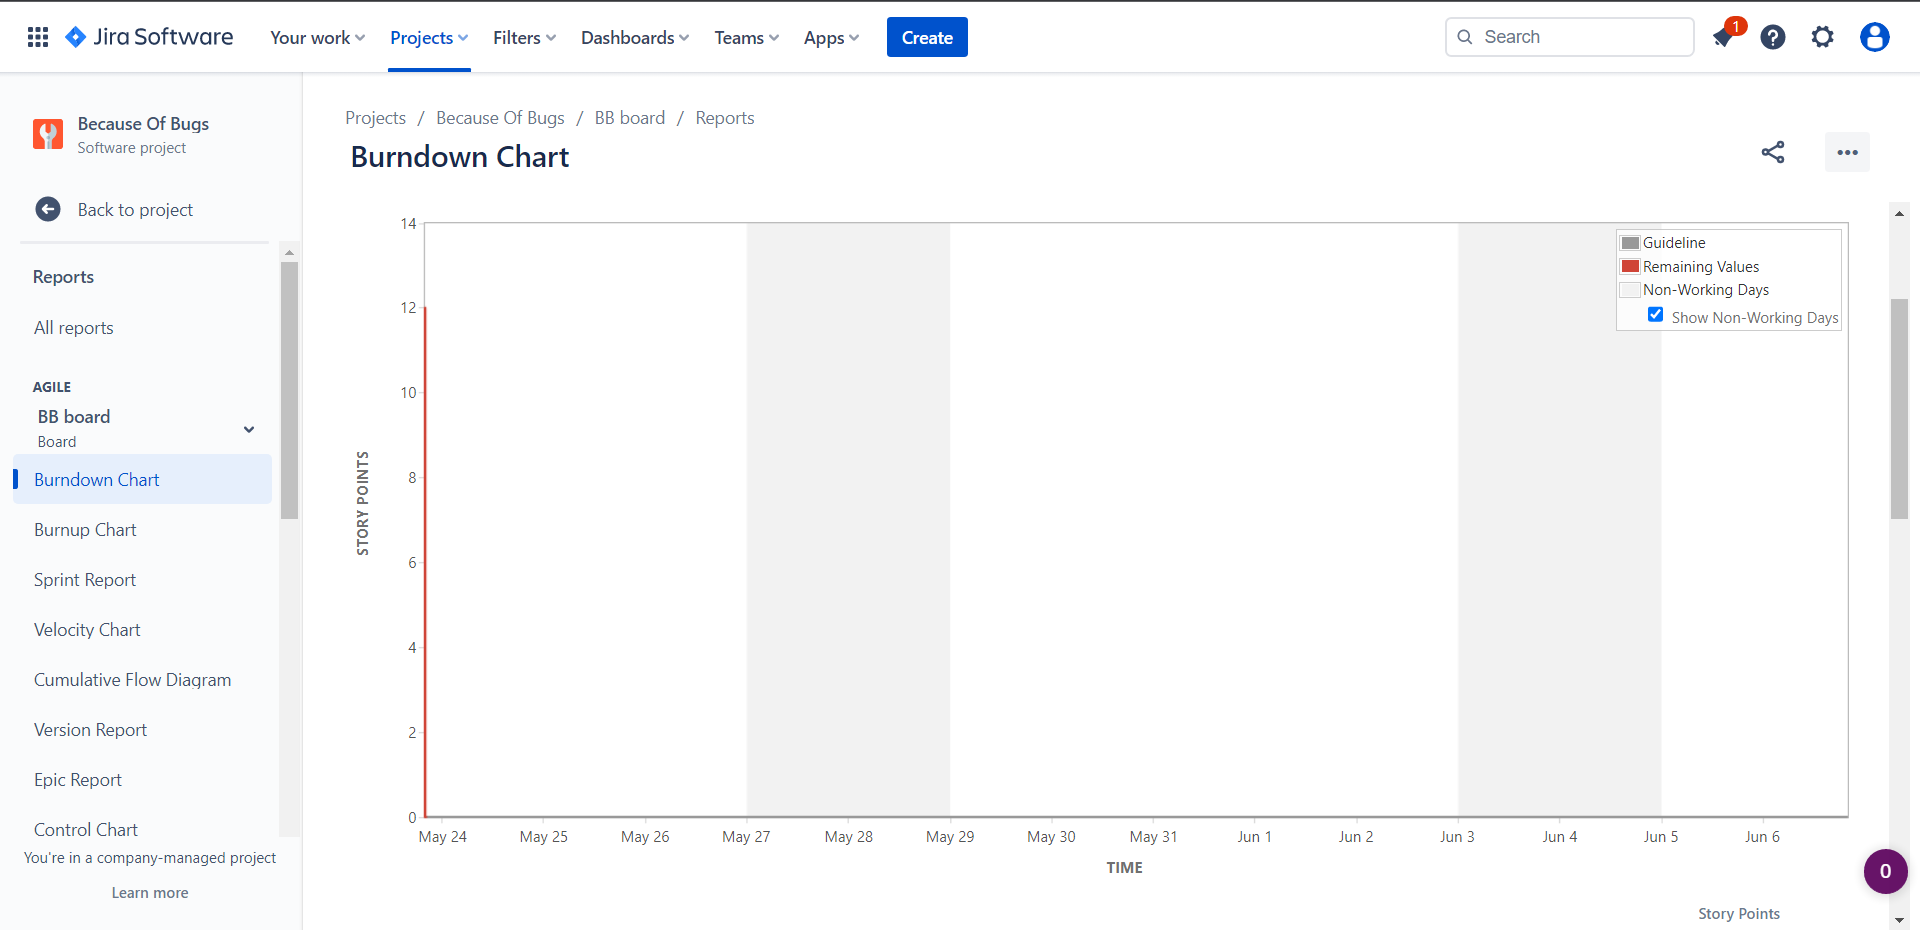 Jira Software Your work Projects Filters Dashboards Teams Apps Create Search 1
Because Of Bugs
Software project
Back to project
Reports
All reports
AGILE
BB board
Board
Burndown Chart
Burnup Chart
Sprint Report
Velocity Chart
Cumulative Flow Diagram
Version Report
Epic Report
Control Chart
You're in a company-managed project
Learn more
Projects / Because Of Bugs / BB board / Reports
Burndown Chart
14
12
10
8
6
4
2
0
STORY POINTS
Guideline
Remaining Values
Non-Working Days
Show Non-Working Days
May 24 May 25 May 26 May 27 May 28 May 29 May 30 May 31 Jun 1 Jun 2 Jun 3 Jun 4 Jun 5 Jun 6
TIME
0
Story Points